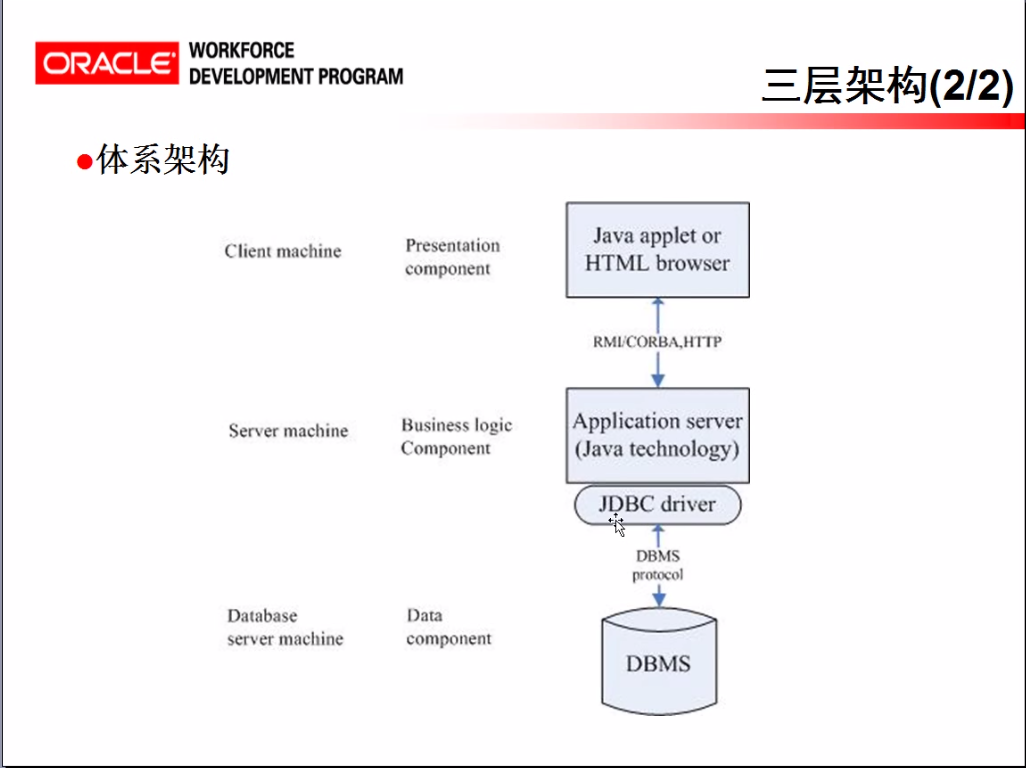 ORACLE
WORKFORCE
DEVELOPMENT PROGRAM
三层架构(2/2)
●体系架构
Client machine
Presentation
component
Java applet or
HTML browser
RMI/CORBA,HTTP
Server machine
Business logic
Component
Application server
(Java technology)
JDBC driver
DBMS
protocol
Database
server machine
Data
component
DBMS